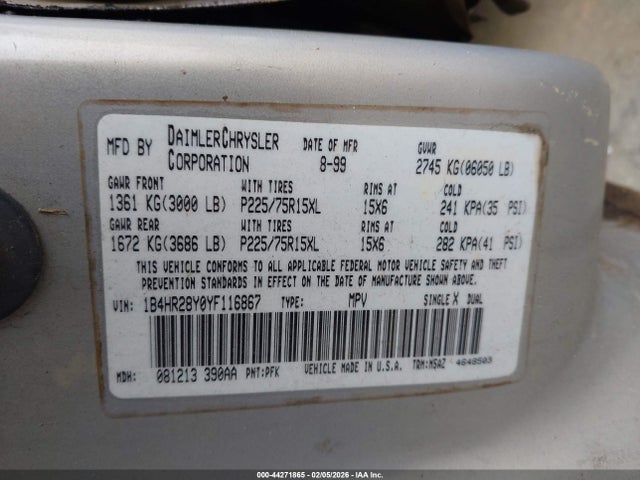 MFD BY DAIMLERCHRYSLER CORPORATION DATE OF MFR 8-99 GVWR 2745 KG(06050 LB)
GAWR FRONT WITH TIRES RIMS AT COLD
1361 KG(3000 LB) P225/75R15XL 15X6 241 KPA(35 PSI)
GAWR REAR WITH TIRES RIMS AT COLD
1672 KG(3686 LB) P225/75R15XL 15X6 282 KPA(41 PSI)
THIS VEHICLE CONFORMS TO ALL APPLICABLE FEDERAL MOTOR VEHICLE SAFETY AND THEFT
PREVENTION STANDARDS IN EFFECT ON THE DATE OF MANUFACTURE SHOWN ABOVE.
VIN: 1B4HR28Y0YF116867 TYPE: MPV SINGLE X DUAL
MDH: 081213 390AA PNT:PFK VEHICLE MADE IN U.S.A. TRM:M5AZ 4648503
000-44271865 - 02/05/2026 - IAA Inc.